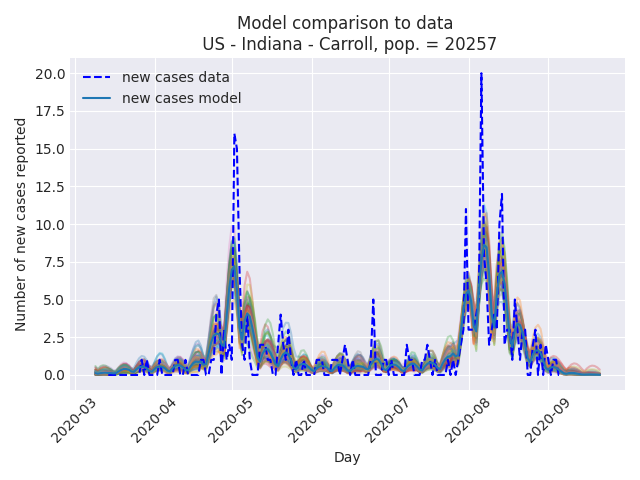 Model comparison to data
US - Indiana - Carroll, pop. = 20257
new cases data
new cases model
Number of new cases reported
20.0
17.5
15.0
12.5
10.0
7.5
5.0
2.5
0.0
2020-03
2020-04
2020-05
2020-06
2020-07
2020-08
2020-09
Day